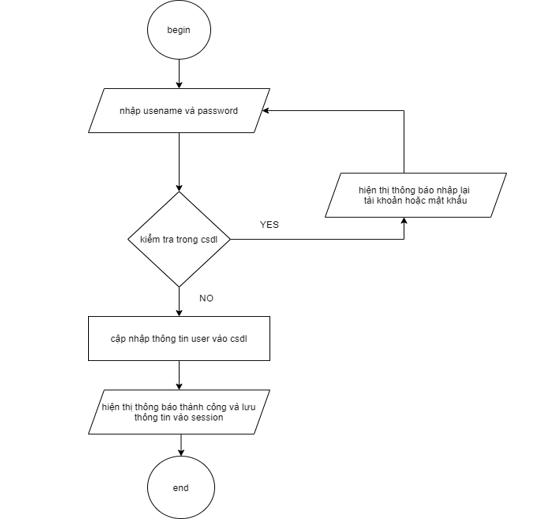 begin
nhập usename và password
hiện thị thông báo nhập lại
tài khoản hoặc mật khẩu
YES
kiểm tra trong csdl
NO
cập nhập thông tin user vào csdl
hiện thị thông báo thành công và lưu
thông tin vào session
end